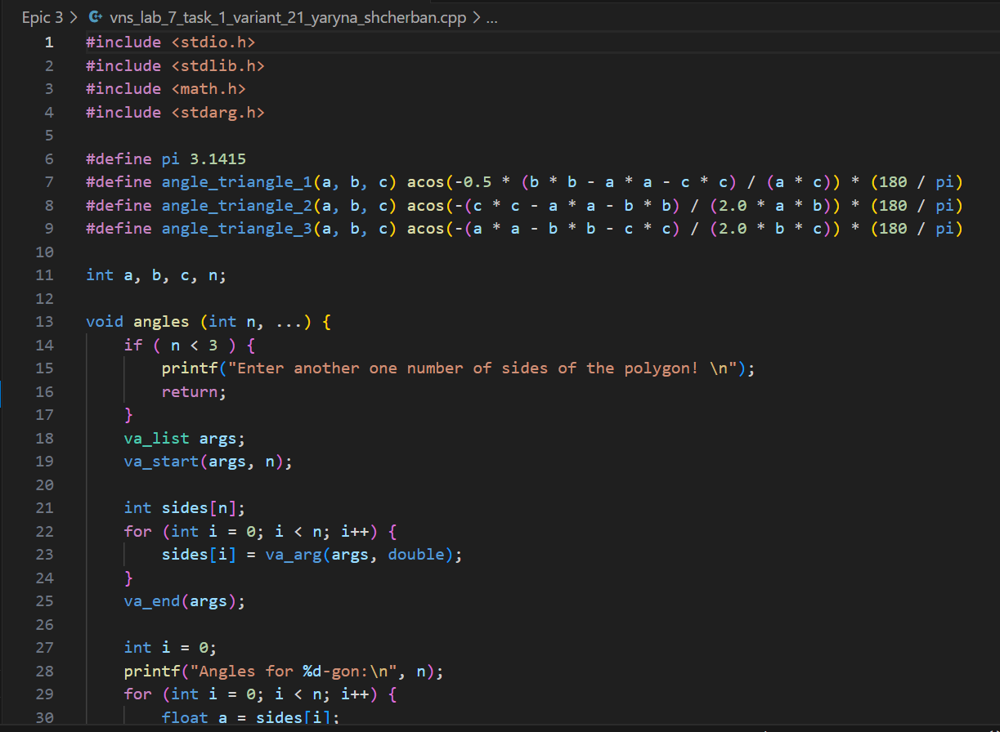 Epic 3 > vns_lab_7_task_1_variant_21_yaryna_shcherban.cpp > ...
1 #include <stdio.h>
2 #include <stdlib.h>
3 #include <math.h>
4 #include <stdarg.h>
5
6 #define pi 3.1415
7 #define angle_triangle_1(a, b, c) acos(-0.5 * (b * b - a * a - c * c) / (a * c)) * (180 / pi)
8 #define angle_triangle_2(a, b, c) acos(-(c * c - a * a - b * b) / (2.0 * a * b)) * (180 / pi)
9 #define angle_triangle_3(a, b, c) acos(-(a * a - b * b - c * c) / (2.0 * b * c)) * (180 / pi)
10
11 int a, b, c, n;
12
13 void angles (int n, ...) {
14     if ( n < 3 ) {
15         printf("Enter another one number of sides of the polygon! \n");
16         return;
17     }
18     va_list args;
19     va_start(args, n);
20
21     int sides[n];
22     for (int i = 0; i < n; i++) {
23         sides[i] = va_arg(args, double);
24     }
25     va_end(args);
26
27     int i = 0;
28     printf("Angles for %d-gon:\n", n);
29     for (int i = 0; i < n; i++) {
30         float a = sides[i];